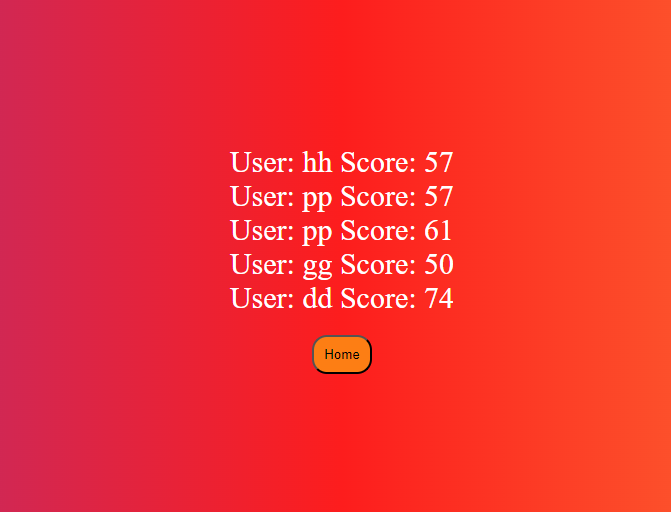 User: hh Score: 57
User: pp Score: 57
User: pp Score: 61
User: gg Score: 50
User: dd Score: 74
Home